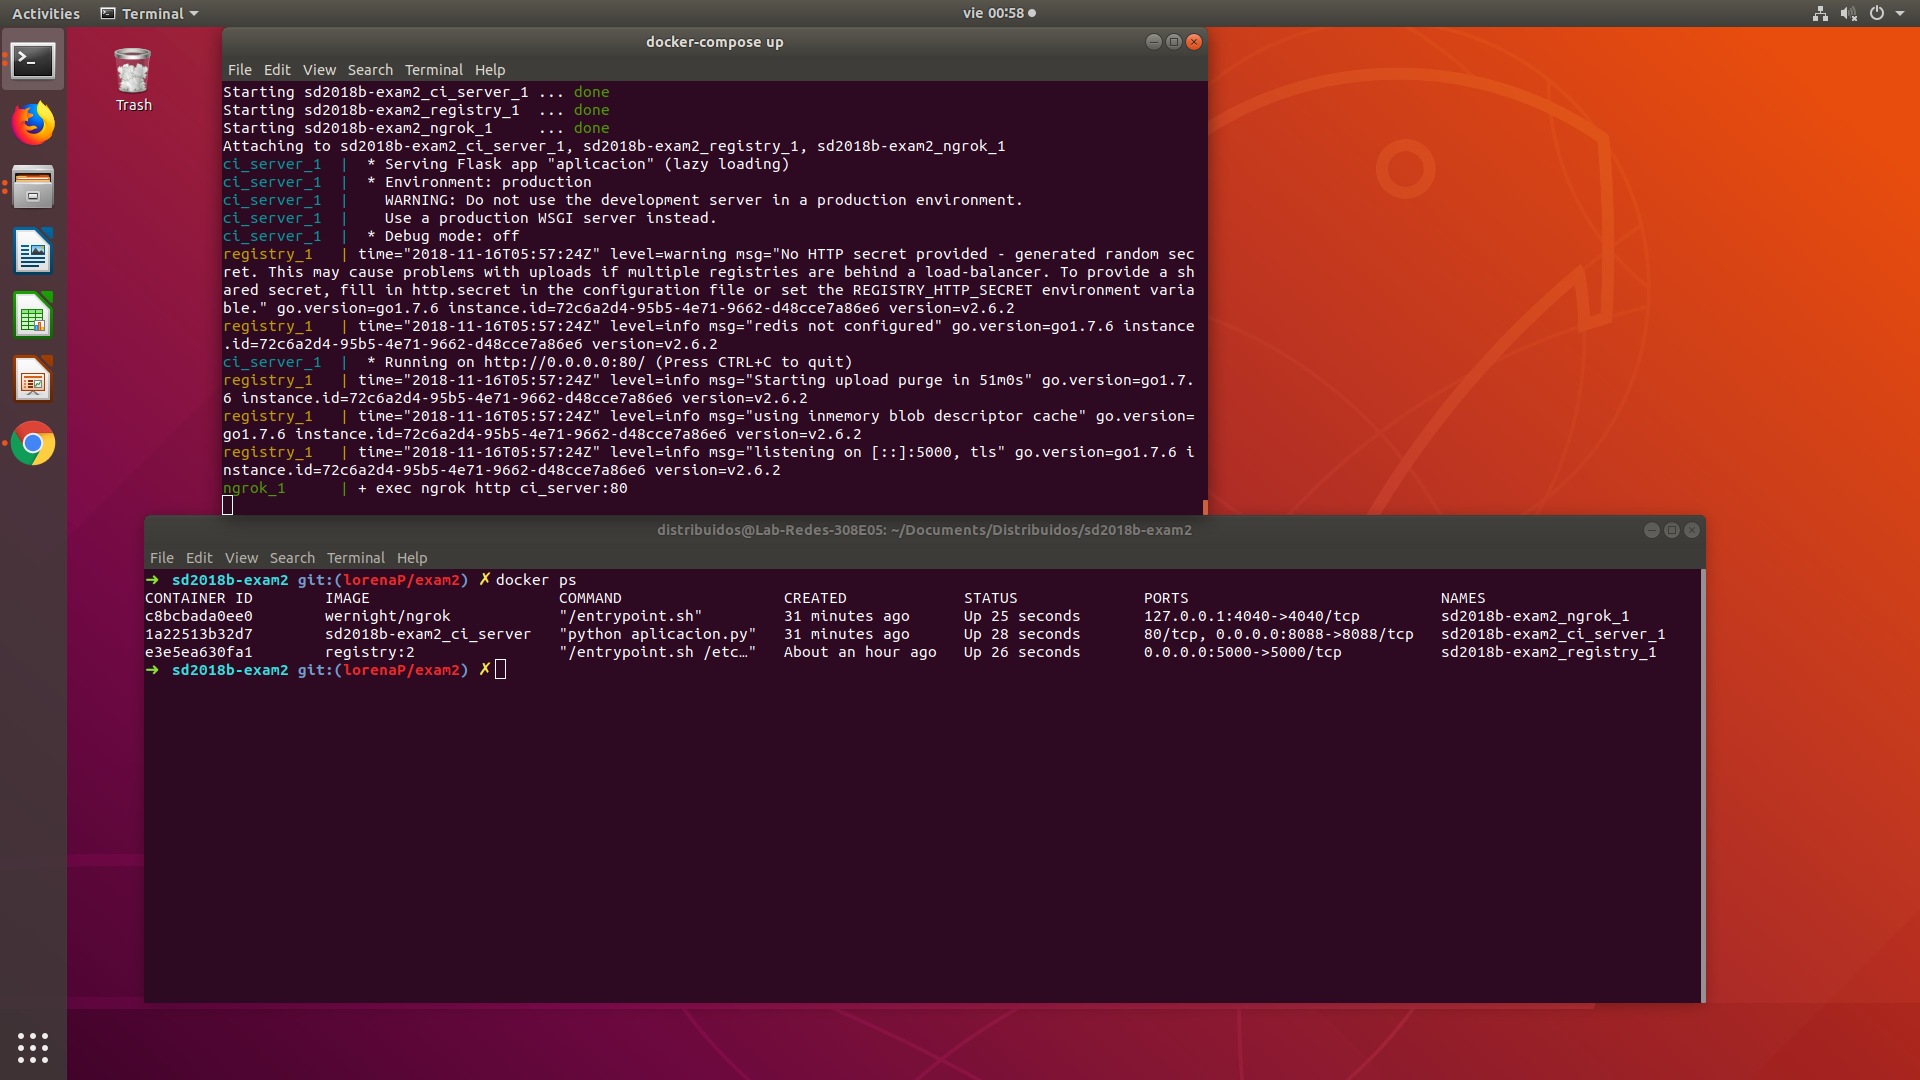 Activities Terminal vie 00:58
Trash
docker-compose up
File Edit View Search Terminal Help
Starting sd2018b-exam2_ci_server_1 ... done
Starting sd2018b-exam2_registry_1 ... done
Starting sd2018b-exam2_ngrok_1 ... done
Attaching to sd2018b-exam2_ci_server_1, sd2018b-exam2_registry_1, sd2018b-exam2_ngrok_1
ci_server_1 | * Serving Flask app "aplicacion" (lazy loading)
ci_server_1 | * Environment: production
ci_server_1 | WARNING: Do not use the development server in a production environment.
ci_server_1 | Use a production WSGI server instead.
ci_server_1 | * Debug mode: off
registry_1 | time="2018-11-16T05:57:24Z" level=warning msg="No HTTP secret provided - generated random sec
ret. This may cause problems with uploads if multiple registries are behind a load-balancer. To provide a sh
ared secret, fill in http.secret in the configuration file or set the REGISTRY_HTTP_SECRET environment varia
ble." go.version=go1.7.6 instance.id=72c6a2d4-95b5-4e71-9662-d48cce7a86e6 version=v2.6.2
registry_1 | time="2018-11-16T05:57:24Z" level=info msg="redis not configured" go.version=go1.7.6 instance
.id=72c6a2d4-95b5-4e71-9662-d48cce7a86e6 version=v2.6.2
ci_server_1 | * Running on http://0.0.0.0:80/ (Press CTRL+C to quit)
registry_1 | time="2018-11-16T05:57:24Z" level=info msg="Starting upload purge in 51m0s" go.version=go1.7.
6 instance.id=72c6a2d4-95b5-4e71-9662-d48cce7a86e6 version=v2.6.2
registry_1 | time="2018-11-16T05:57:24Z" level=info msg="using inmemory blob descriptor cache" go.version=
go1.7.6 instance.id=72c6a2d4-95b5-4e71-9662-d48cce7a86e6 version=v2.6.2
registry_1 | time="2018-11-16T05:57:24Z" level=info msg="listening on [::]:5000, tls" go.version=go1.7.6 i
nstance.id=72c6a2d4-95b5-4e71-9662-d48cce7a86e6 version=v2.6.2
ngrok_1 | + exec ngrok http ci_server:80
distribuidos@Lab-Redes-308E05: ~/Documents/Distribuidos/sd2018b-exam2
File Edit View Search Terminal Help
➜ sd2018b-exam2 git:(lorenaP/exam2) ✗ docker ps
CONTAINER ID IMAGE COMMAND CREATED STATUS PORTS NAMES
c8bcbada0ee0 wernight/ngrok "/entrypoint.sh" 31 minutes ago Up 25 seconds 127.0.0.1:4040->4040/tcp sd2018b-exam2_ngrok_1
1a22513b32d7 sd2018b-exam2_ci_server "python aplicacion.py" 31 minutes ago Up 28 seconds 80/tcp, 0.0.0.0:8088->8088/tcp sd2018b-exam2_ci_server_1
e3e5ea630fa1 registry:2 "/entrypoint.sh /etc…" About an hour ago Up 26 seconds 0.0.0.0:5000->5000/tcp sd2018b-exam2_registry_1
➜ sd2018b-exam2 git:(lorenaP/exam2) ✗